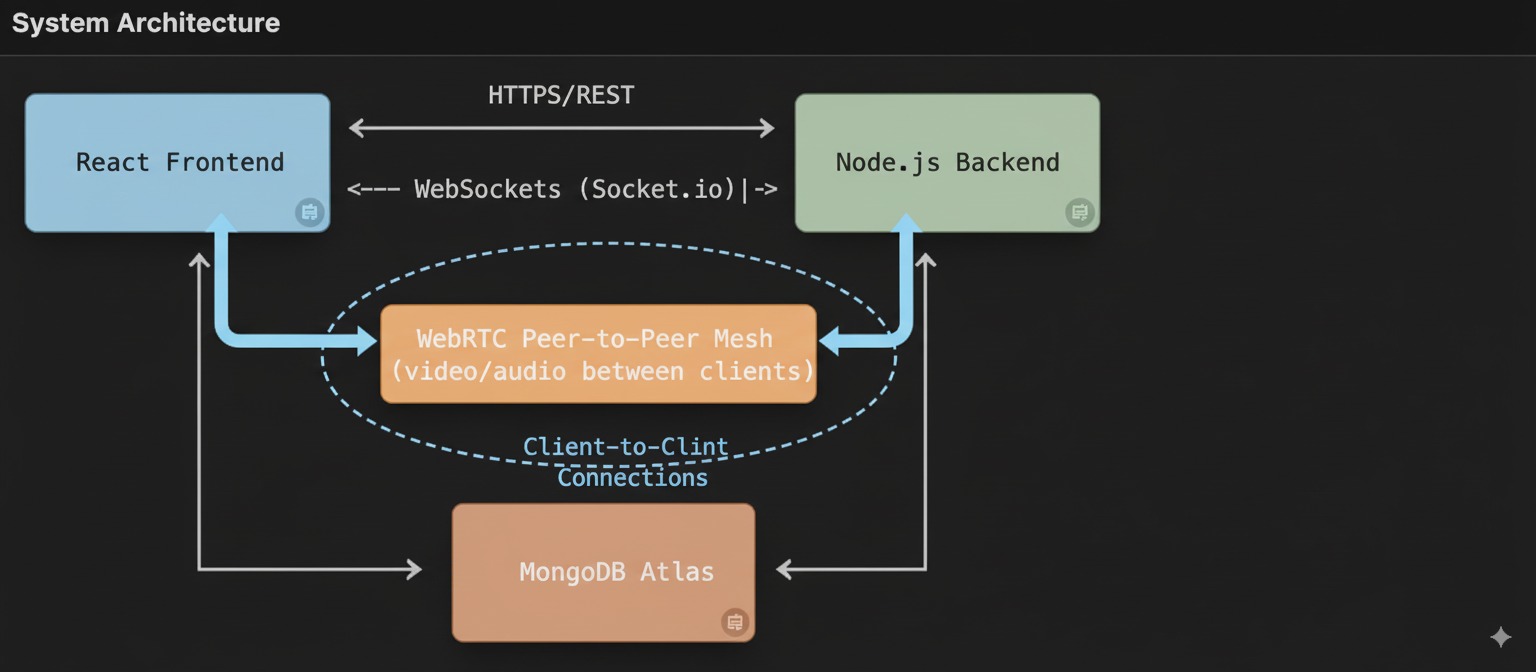 System Architecture
HTTPS/REST
React Frontend
Node.js Backend
<--- WebSockets (Socket.io)|->
WebRTC Peer-to-Peer Mesh
(video/audio between clients)
Client-to-Clint
Connections
MongoDB Atlas